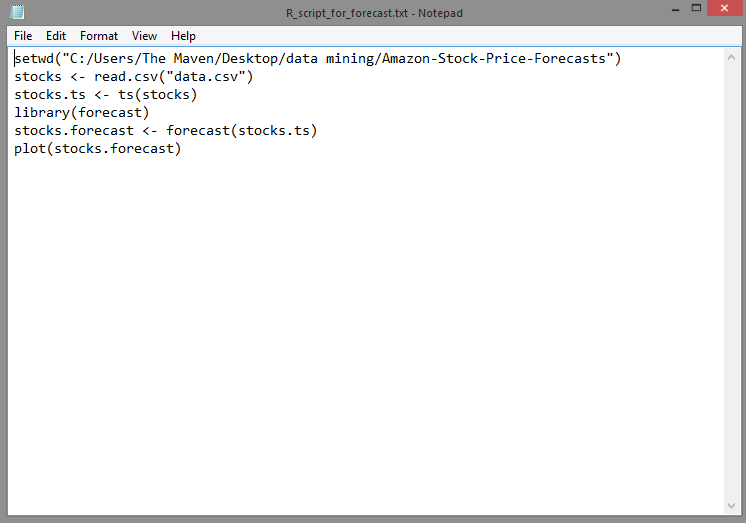 R_script_for_forecast.txt - Notepad
File Edit Format View Help
setwd("C:/Users/The Maven/Desktop/data mining/Amazon-Stock-Price-Forecasts")
stocks <- read.csv("data.csv")
stocks.ts <- ts(stocks)
library(forecast)
stocks.forecast <- forecast(stocks.ts)
plot(stocks.forecast)